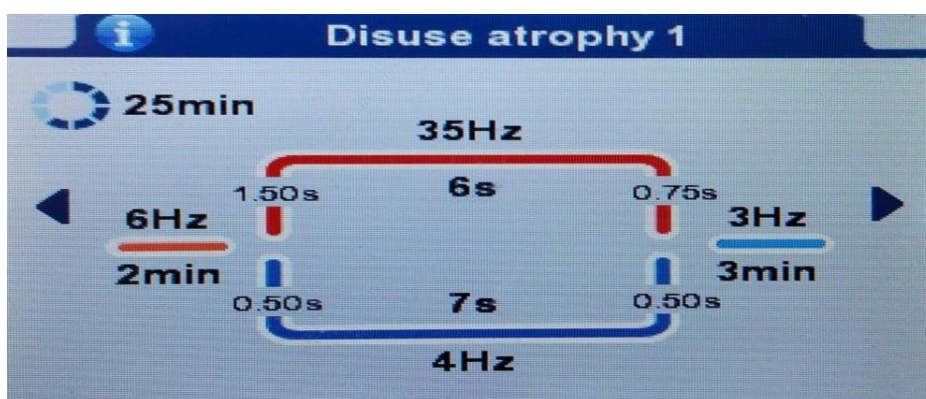 i Disuse atrophy 1
25min
35Hz
1.50s 6s 0.75s
6Hz 3Hz
2min 3min
0.50s 7s 0.50s
4Hz